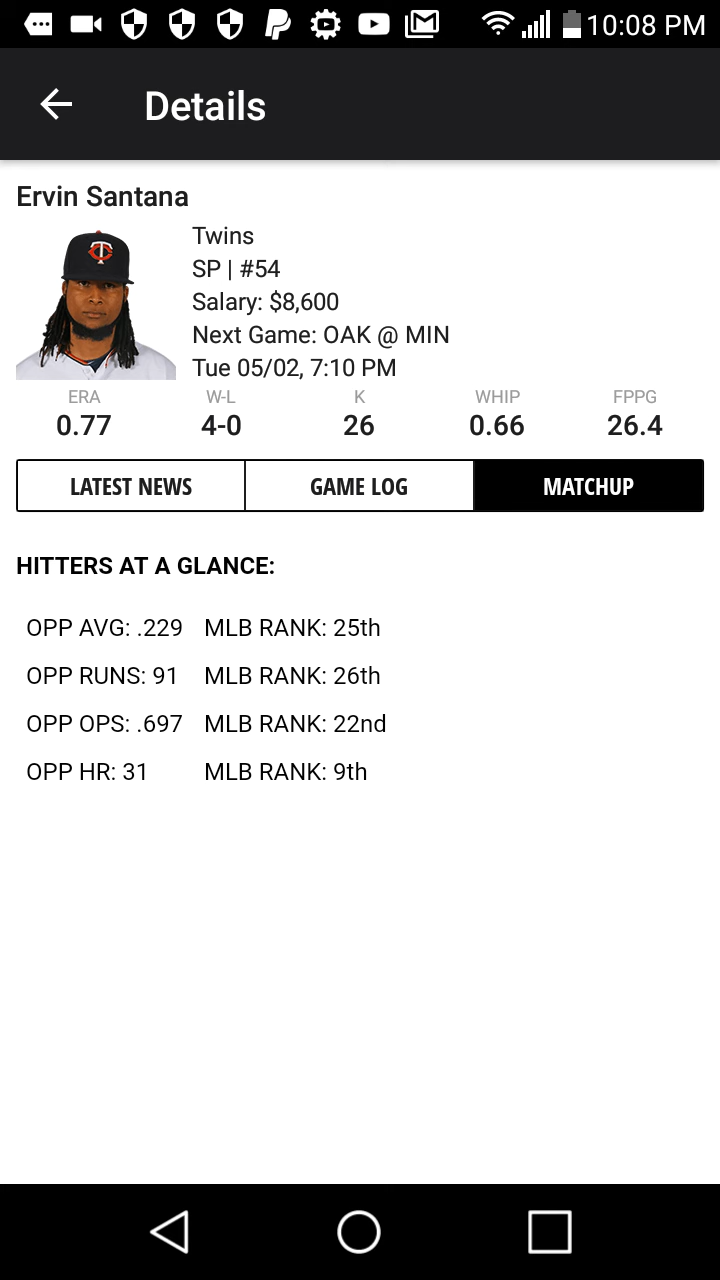 10:08 PM
Details
Ervin Santana
Twins
SP | #54
Salary: $8,600
Next Game: OAK @ MIN
Tue 05/02, 7:10 PM
ERA W-L K WHIP FPPG
0.77 4-0 26 0.66 26.4
LATEST NEWS GAME LOG MATCHUP
HITTERS AT A GLANCE:
OPP AVG: .229 MLB RANK: 25th
OPP RUNS: 91 MLB RANK: 26th
OPP OPS: .697 MLB RANK: 22nd
OPP HR: 31 MLB RANK: 9th